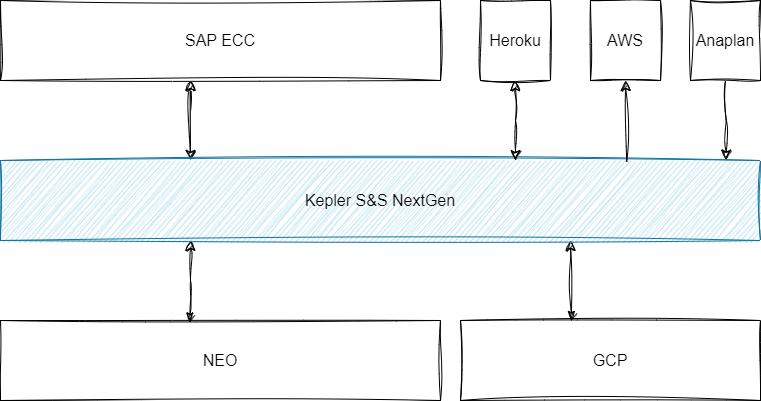 SAP ECC
Heroku
AWS
Anaplan
Kepler S&S NextGen
NEO
GCP